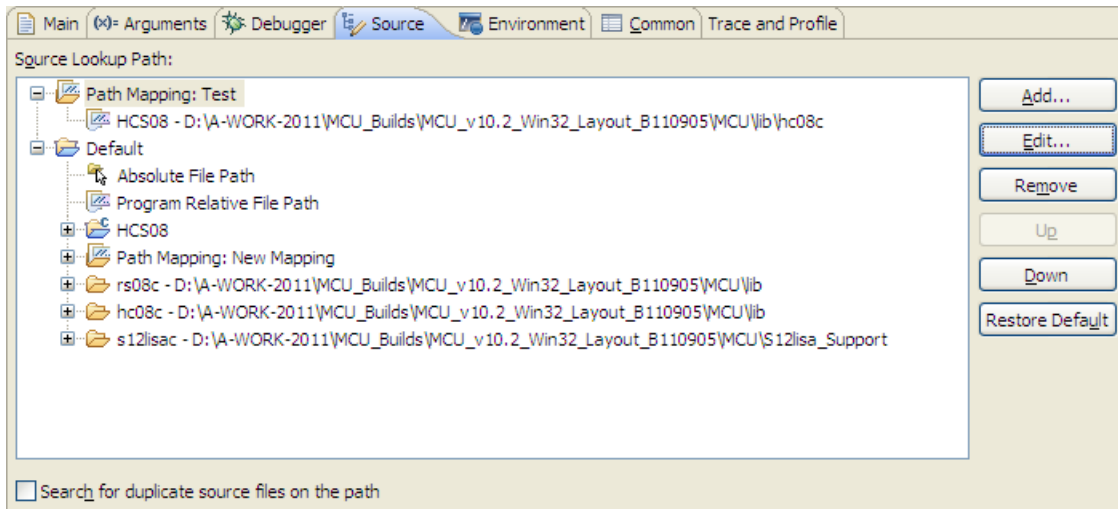 Main (x)= Arguments Debugger Source Environment Common Trace and Profile
Source Lookup Path:
Path Mapping: Test
HCS08 - D:\A-WORK-2011\MCU_Builds\MCU_v10.2_Win32_Layout_B110905\MCU\lib\hc08c
Default
Absolute File Path
Program Relative File Path
HCS08
Path Mapping: New Mapping
rs08c - D:\A-WORK-2011\MCU_Builds\MCU_v10.2_Win32_Layout_B110905\MCU\lib
hc08c - D:\A-WORK-2011\MCU_Builds\MCU_v10.2_Win32_Layout_B110905\MCU\lib
s12lisac - D:\A-WORK-2011\MCU_Builds\MCU_v10.2_Win32_Layout_B110905\MCU\S12lisa_Support
Add...
Edit...
Remove
Up
Down
Restore Default
Search for duplicate source files on the path